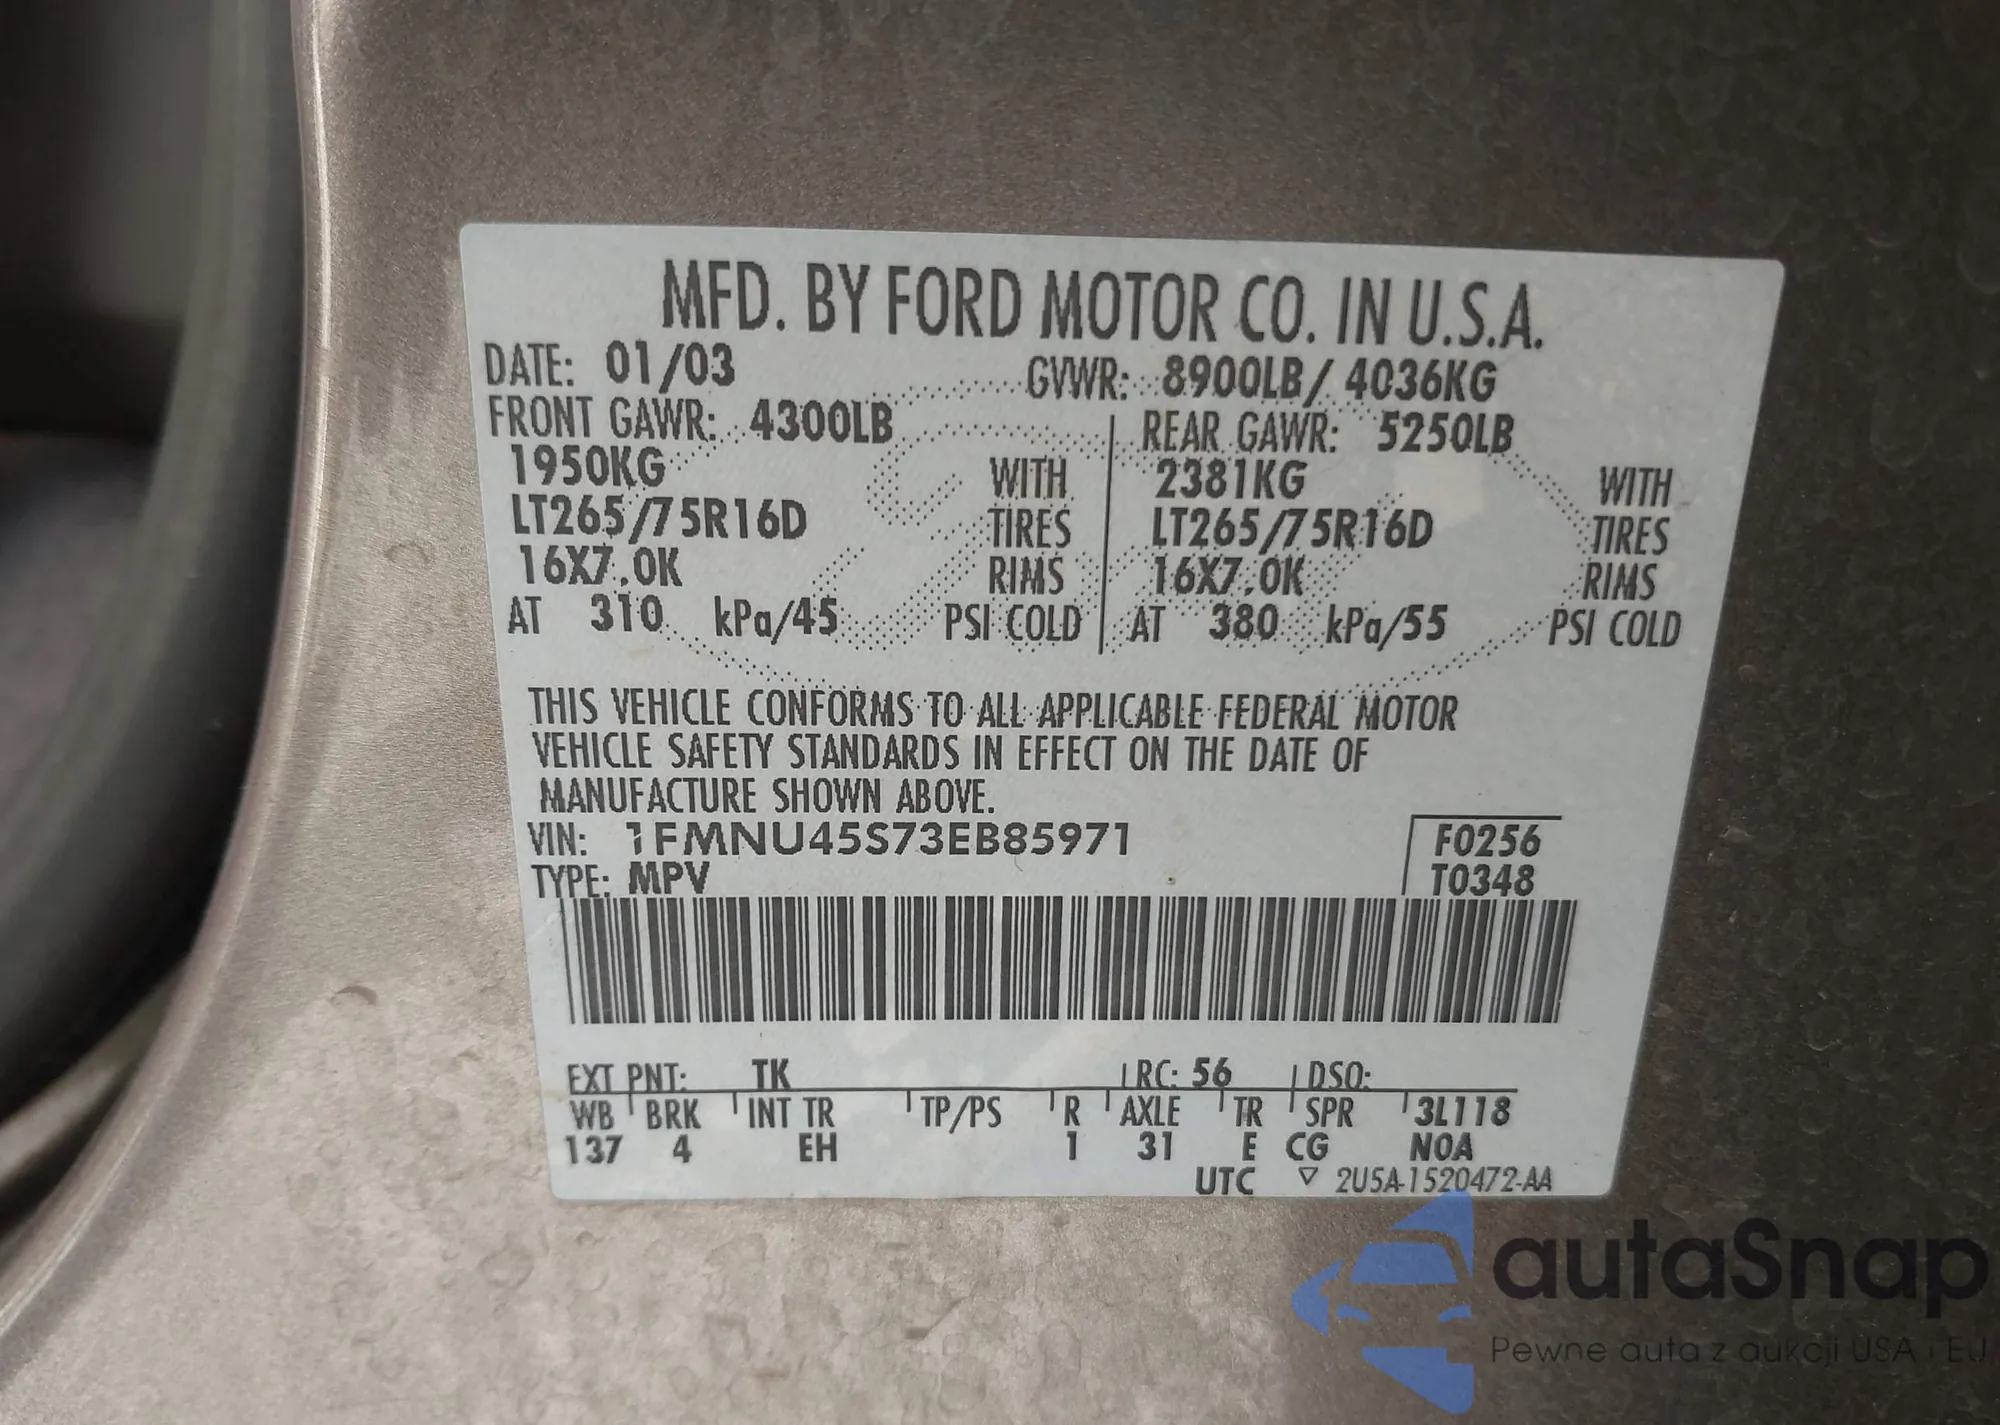 MFD. BY FORD MOTOR CO. IN U.S.A.
DATE: 01/03 GVWR: 8900LB/ 4036KG
FRONT GAWR: 4300LB REAR GAWR: 5250LB
1950KG WITH 2381KG WITH
LT265/75R16D TIRES LT265/75R16D TIRES
16X7.0K RIMS 16X7.0K RIMS
AT 310 kPa/45 PSI COLD AT 380 kPa/55 PSI COLD
THIS VEHICLE CONFORMS TO ALL APPLICABLE FEDERAL MOTOR
VEHICLE SAFETY STANDARDS IN EFFECT ON THE DATE OF
MANUFACTURE SHOWN ABOVE.
VIN: 1FMNU45S73EB85971 F0256
TYPE: MPV T0348
EXT PNT: TK RC: 56 DSO:
WB BRK INT TR TP/PS R AXLE TR SPR 3L118
137 4 EH 1 31 E CG NOA
UTC ▽ 2U5A-1520472-AA
autaSnap
Pewne auta z aukcji USA i EU